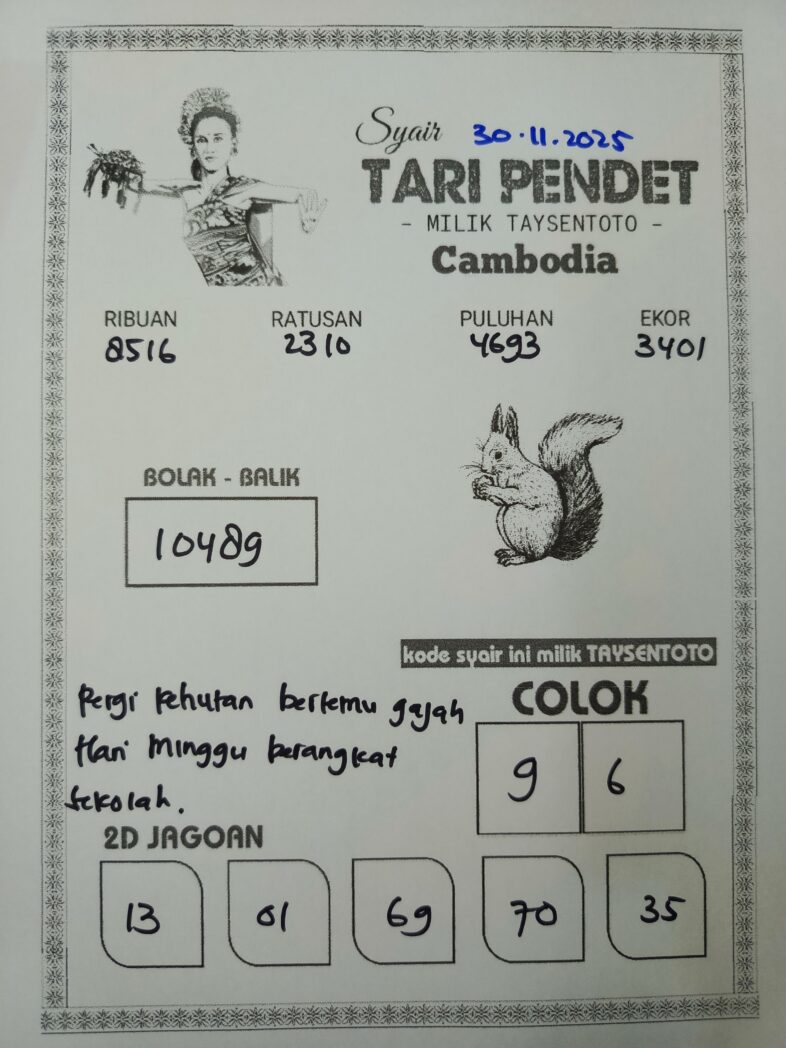 Syair 30.11.2025
TARI PENDET
- MILIK TAYSENTOTO -
Cambodia
RIBUAN RATUSAN PULUHAN EKOR
8516 2310 4693 3401
BOLAK - BALIK
10489
kode syair ini milik TAYSENTOTO
Pergi kehutan bertemu gajah
Hari Minggu berangkat
sekolah.
COLOK
9 6
2D JAGOAN
13 01 69 70 35